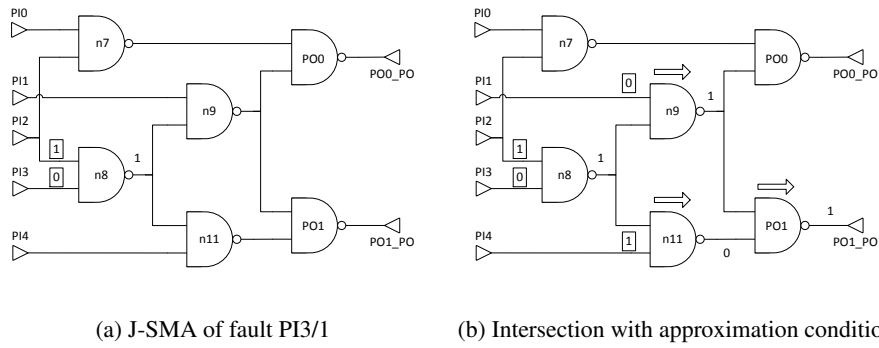 PI0
n7
PO0
PO0_PO
PI1
n9
PI2
1
1
PI3
0
n8
PI4
n11
PO1
PO1_PO
(a) J-SMA of fault PI3/1
PI0
n7
PO0
PO0_PO
PI1
0
n9
1
PI2
1
1
PI3
0
n8
PI4
1
n11
0
PO1
1
PO1_PO
(b) Intersection with approximation conditio